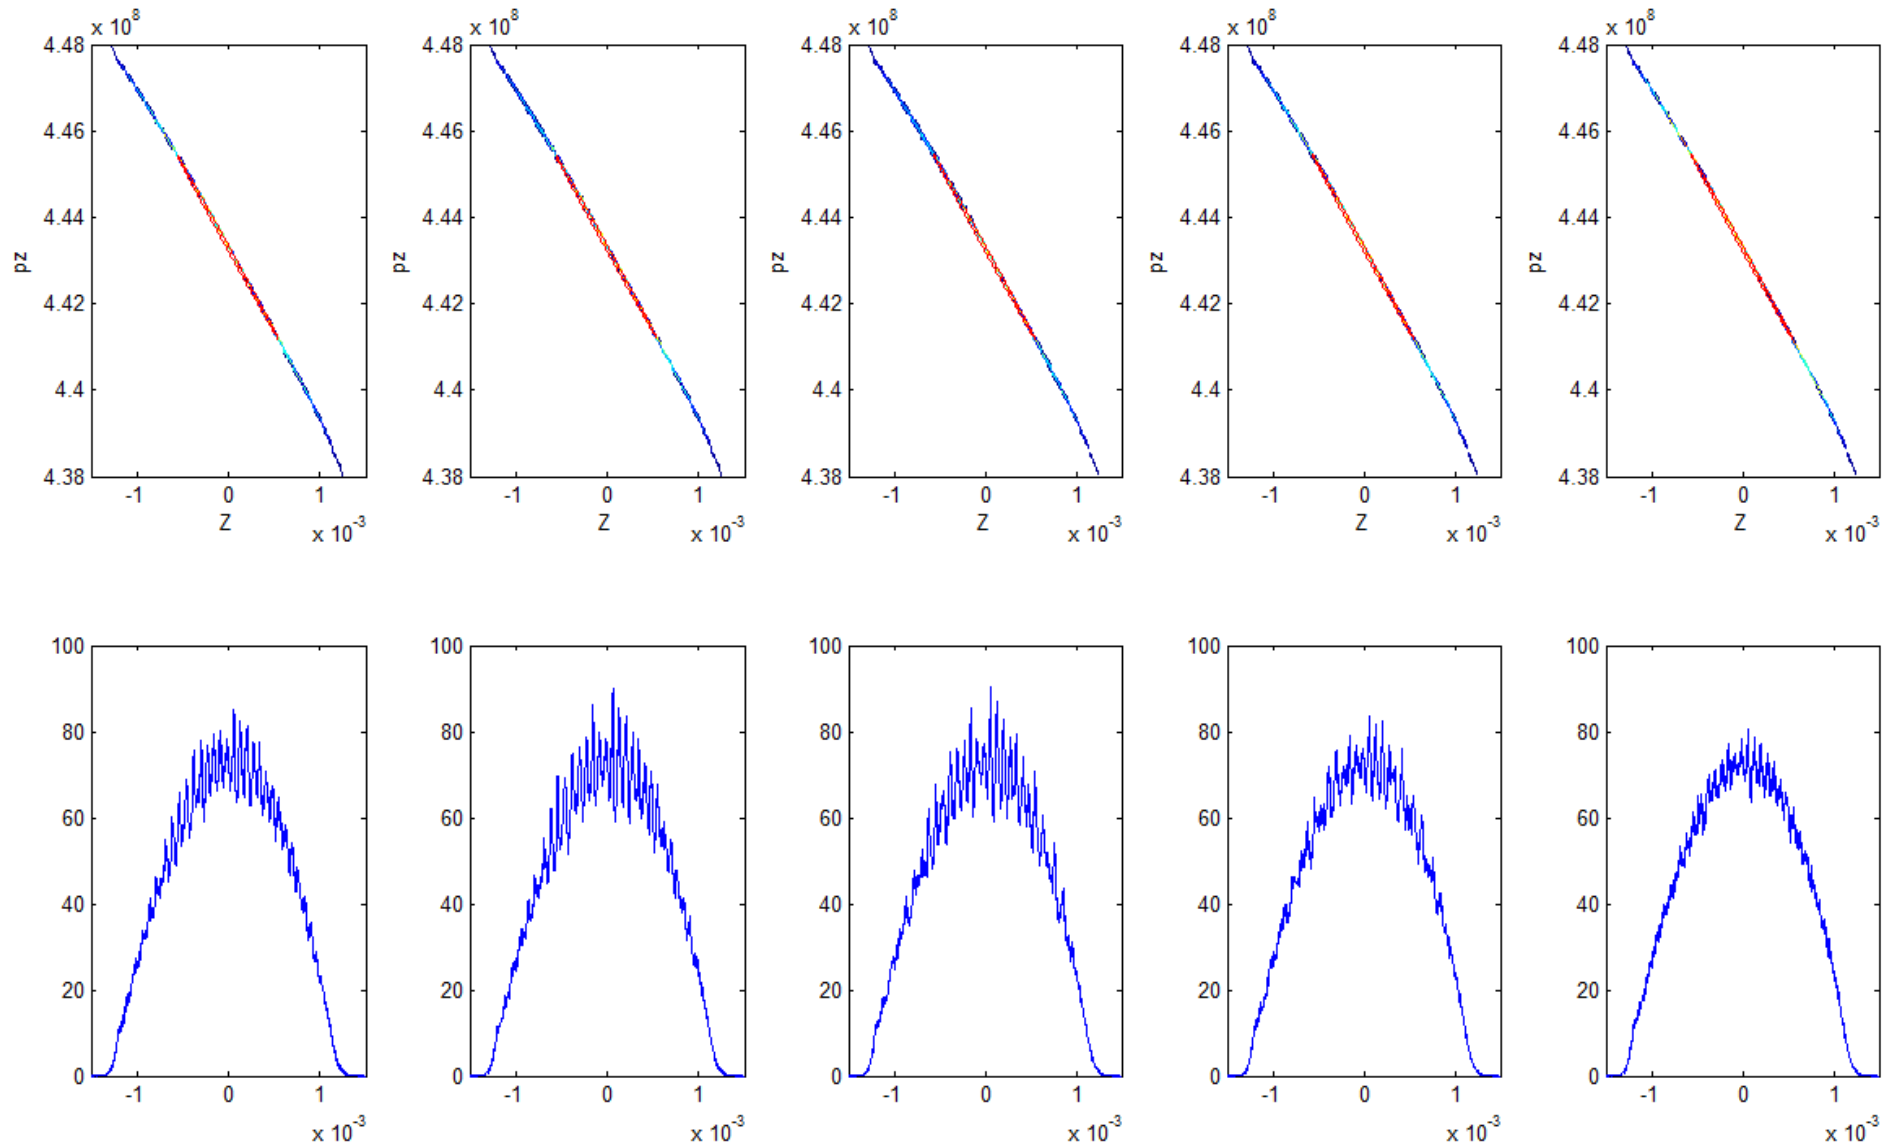 x 10^8 x 10^8 x 10^8 x 10^8 x 10^8
4.48 4.48 4.48 4.48 4.48
4.46 4.46 4.46 4.46 4.46
4.44 4.44 4.44 4.44 4.44
pz pz pz pz pz
4.42 4.42 4.42 4.42 4.42
4.4 4.4 4.4 4.4 4.4
4.38 4.38 4.38 4.38 4.38
-1 0 1 -1 0 1 -1 0 1 -1 0 1 -1 0 1
Z Z Z Z Z
x 10^-3 x 10^-3 x 10^-3 x 10^-3 x 10^-3
100 100 100 100 100
80 80 80 80 80
60 60 60 60 60
40 40 40 40 40
20 20 20 20 20
0 0 0 0 0
-1 0 1 -1 0 1 -1 0 1 -1 0 1 -1 0 1
x 10^-3 x 10^-3 x 10^-3 x 10^-3 x 10^-3